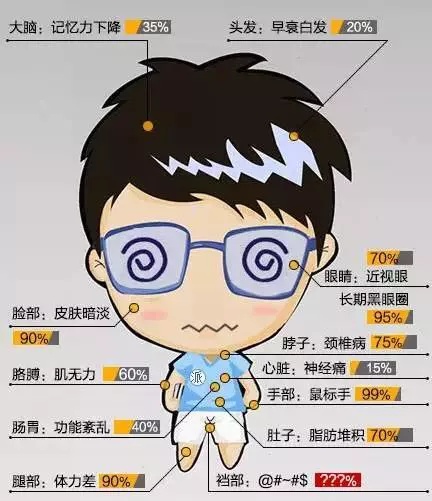 大脑：记忆力下降 35%
头发：早衰白发 20%
70%
眼睛：近视眼
长期黑眼圈
95%
脸部：皮肤暗淡
90%
脖子：颈椎病 75%
胳膊：肌无力 60%
心脏：神经痛 15%
手部：鼠标手 99%
肠胃：功能紊乱 40%
肚子：脂肪堆积 70%
腿部：体力差 90%
裆部：@#~#$ ???%